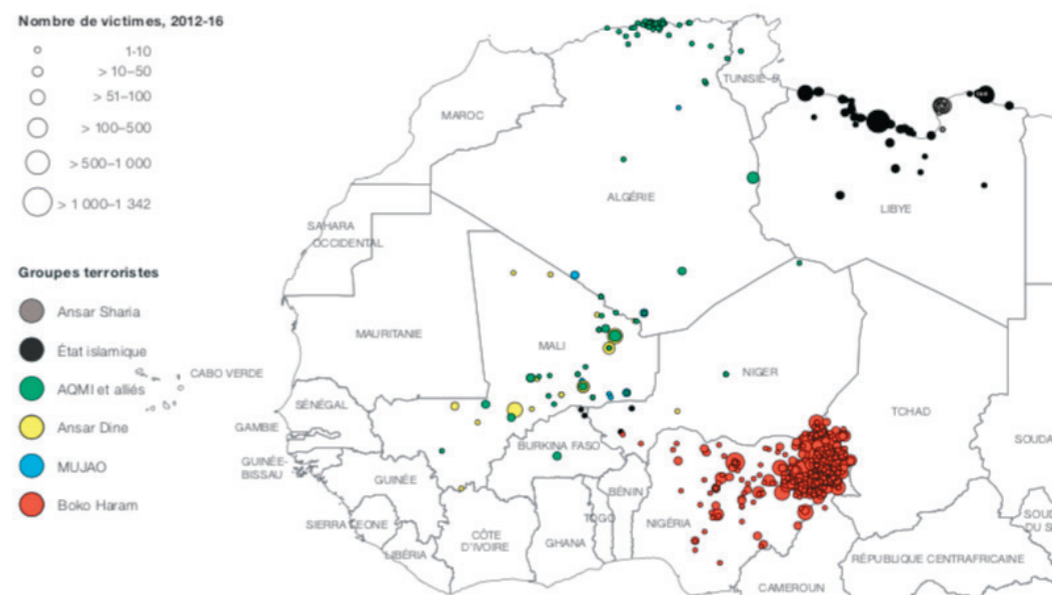 Nombre de victimes, 2012-16
1-10
> 10–50
> 51–100
> 100–500
> 500–1 000
> 1 000–1 342
Groupes terroristes
Ansar Sharia
État islamique
AQMI et alliés
Ansar Dine
MUJAO
Boko Haram
MAROC
TUNISIE
ALGÉRIE
LIBYE
SAHARA
OCCIDENTAL
MAURITANIE
MALI
NIGER
TCHAD
CABO VERDE
SÉNÉGAL
GAMBIE
GUINÉE-
BISSAU
GUINÉE
SIERRA LEONE
LIBÉRIA
CÔTE
D'IVOIRE
BURKINA FASO
GHANA
TOGO
BÉNIN
NIGÉRIA
CAMEROUN
RÉPUBLIQUE CENTRAFRICAINE
SOUDA
SOUD
DU S